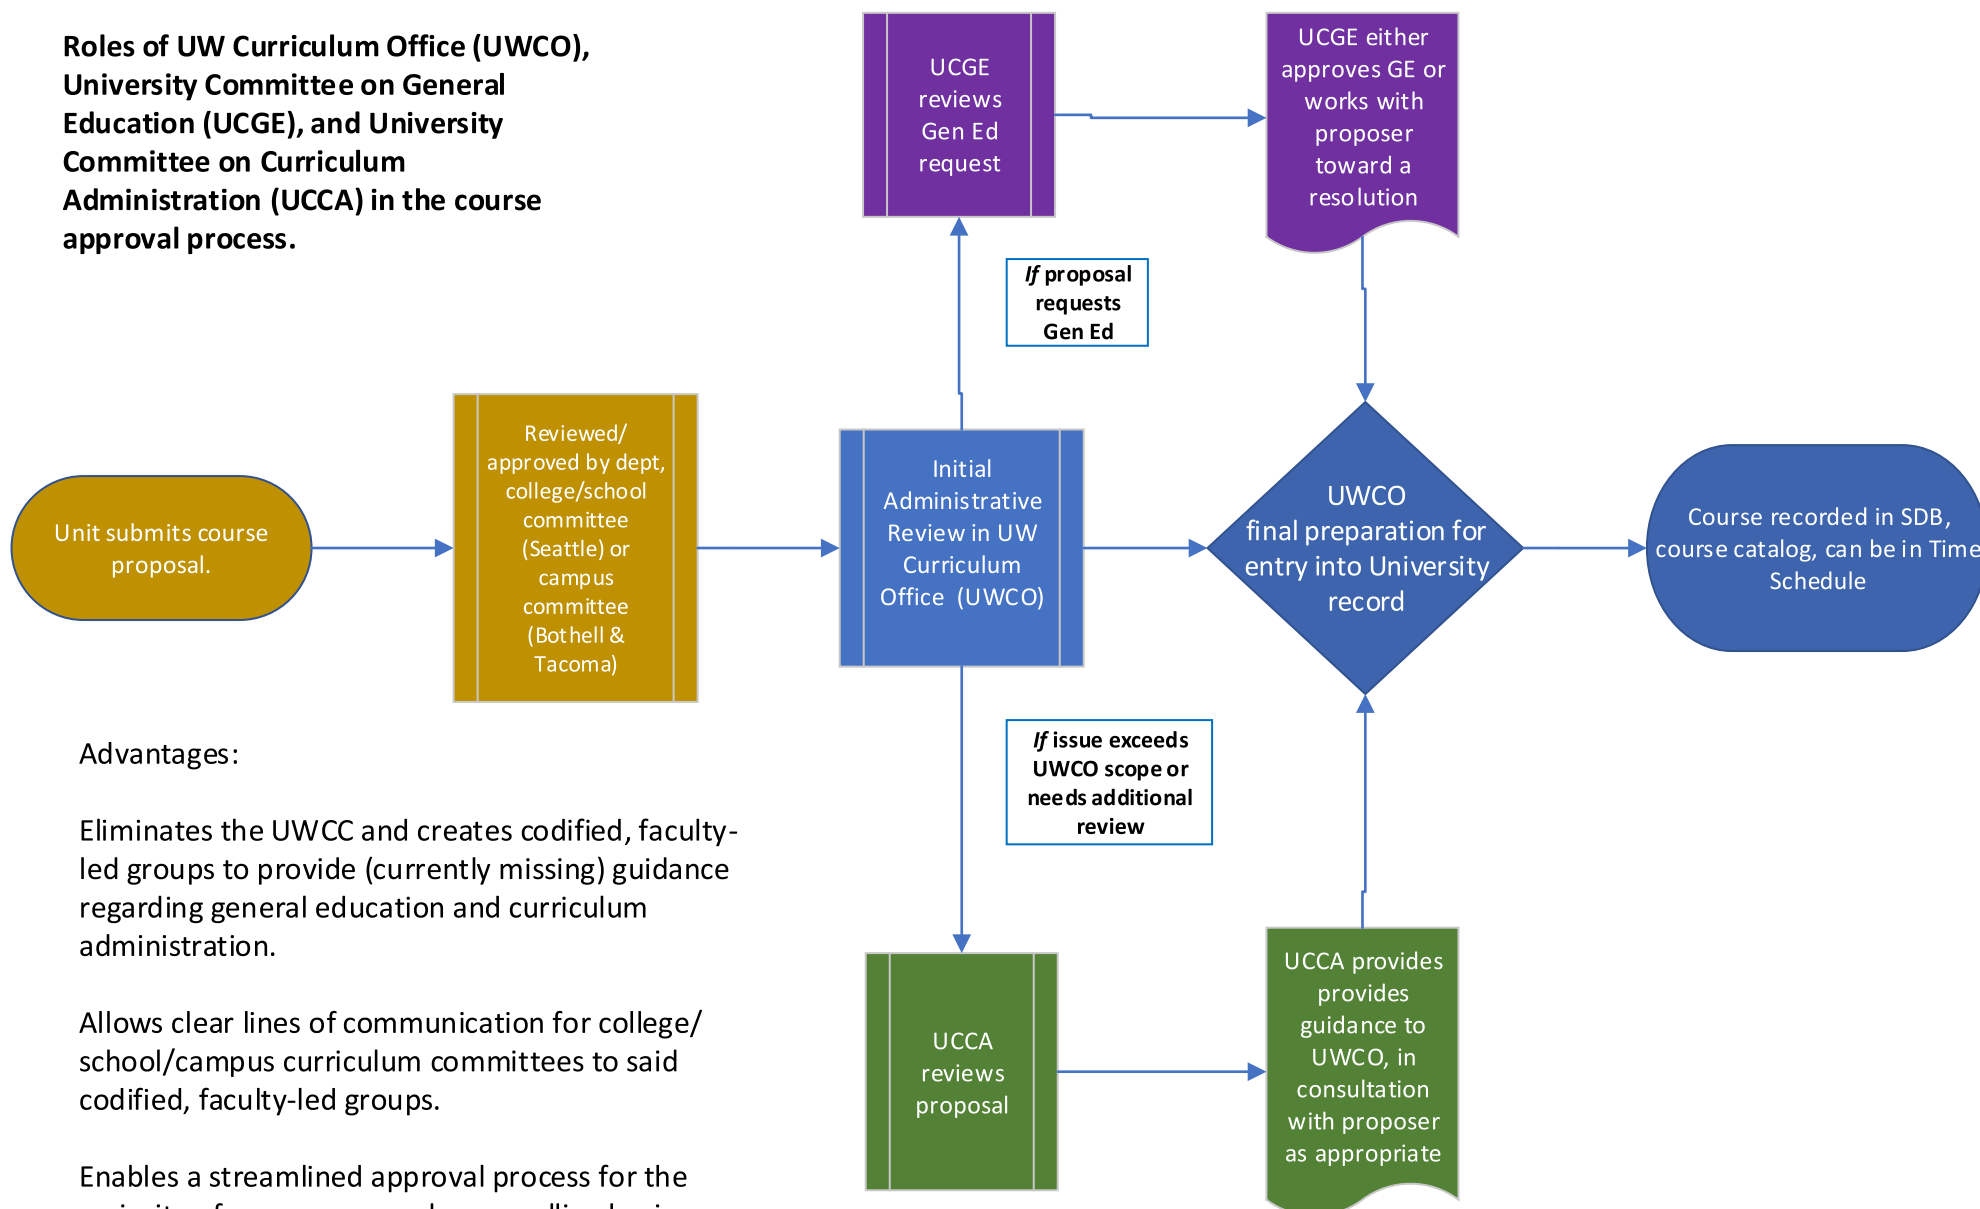 Roles of UW Curriculum Office (UWCO),
University Committee on General
Education (UCGE), and University
Committee on Curriculum
Administration (UCCA) in the course
approval process.
UCGE
reviews
Gen Ed
request
UCGE either
approves GE or
works with
proposer
toward a
resolution
If proposal
requests
Gen Ed
Unit submits course
proposal.
Reviewed/
approved by dept,
college/school
committee
(Seattle) or
campus
committee
(Bothell &
Tacoma)
Initial
Administrative
Review in UW
Curriculum
Office (UWCO)
UWCO
final preparation for
entry into University
record
Course recorded in SDB,
course catalog, can be in Time
Schedule
If issue exceeds
UWCO scope or
needs additional
review
UCCA
reviews
proposal
UCCA provides
provides
guidance to
UWCO, in
consultation
with proposer
as appropriate
Advantages:
Eliminates the UWCC and creates codified, faculty-
led groups to provide (currently missing) guidance
regarding general education and curriculum
administration.
Allows clear lines of communication for college/
school/campus curriculum committees to said
codified, faculty-led groups.
Enables a streamlined approval process for the